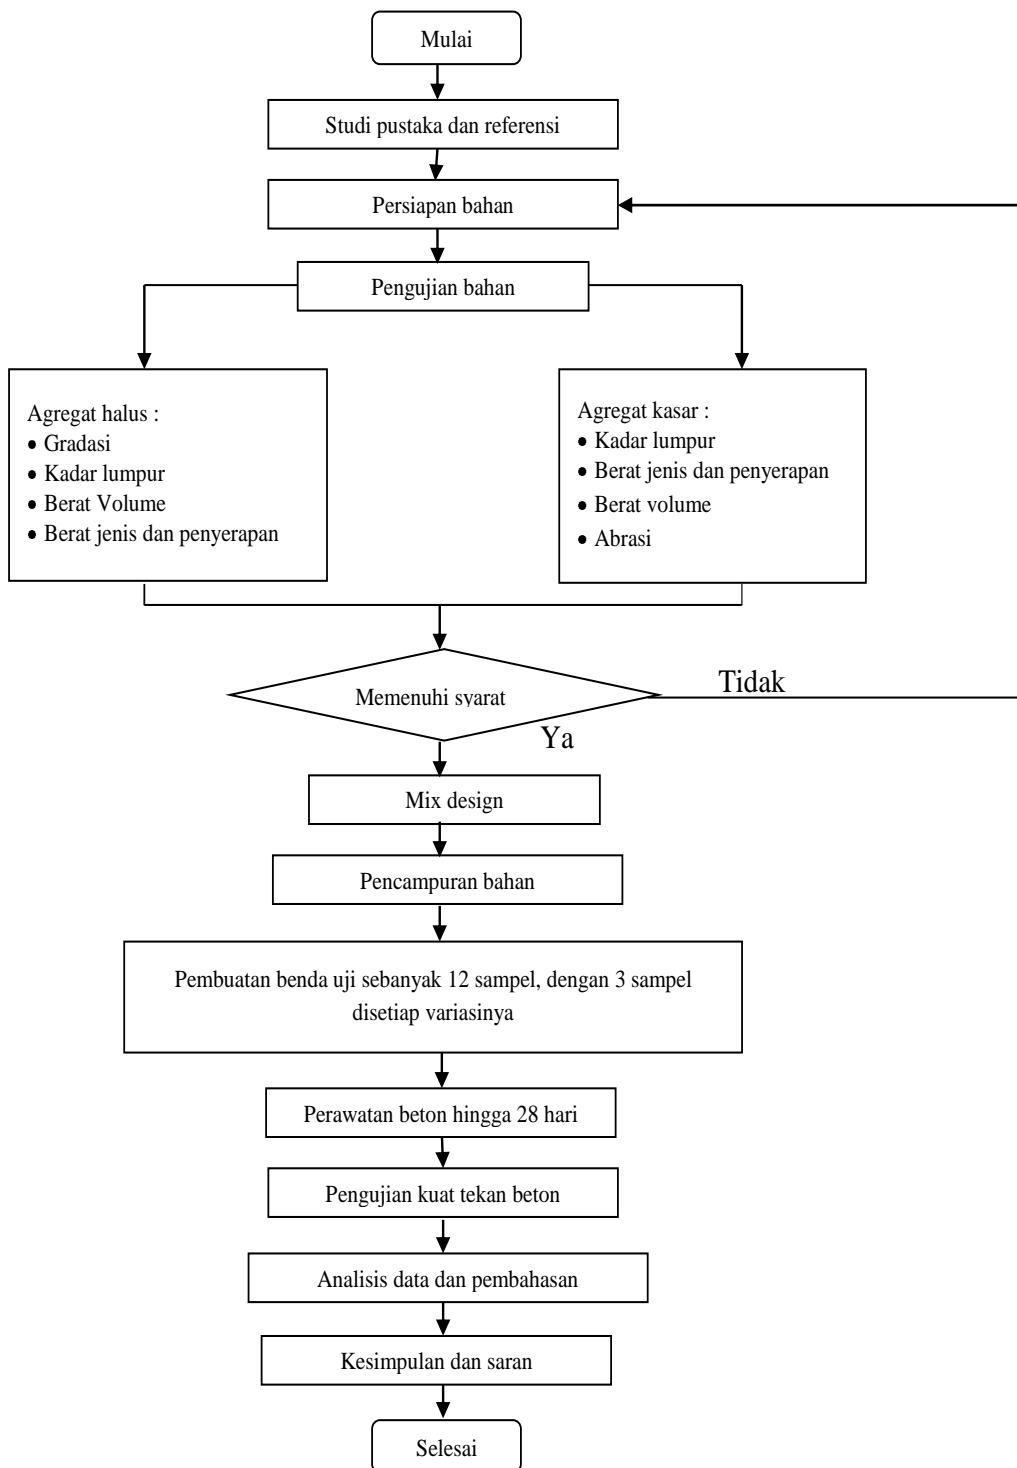 Mulai
Studi pustaka dan referensi
Persiapan bahan
Pengujian bahan
Agregat halus :
• Gradasi
• Kadar lumpur
• Berat Volume
• Berat jenis dan penyerapan
Agregat kasar :
• Kadar lumpur
• Berat jenis dan penyerapan
• Berat volume
• Abrasi
Memenuhi syarat
Tidak
Ya
Mix design
Pencampuran bahan
Pembuatan benda uji sebanyak 12 sampel, dengan 3 sampel
disetiap variasinya
Perawatan beton hingga 28 hari
Pengujian kuat tekan beton
Analisis data dan pembahasan
Kesimpulan dan saran
Selesai